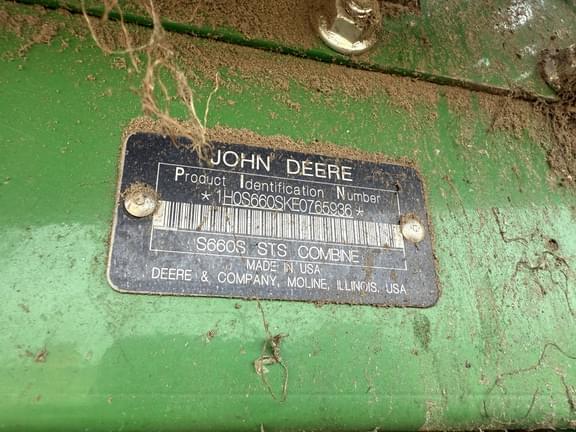 JOHN DEERE
Product Identification Number
*1H0S660SKE0765936*
S660S STS COMBINE
MADE IN USA
DEERE & COMPANY, MOLINE, ILLINOIS, USA